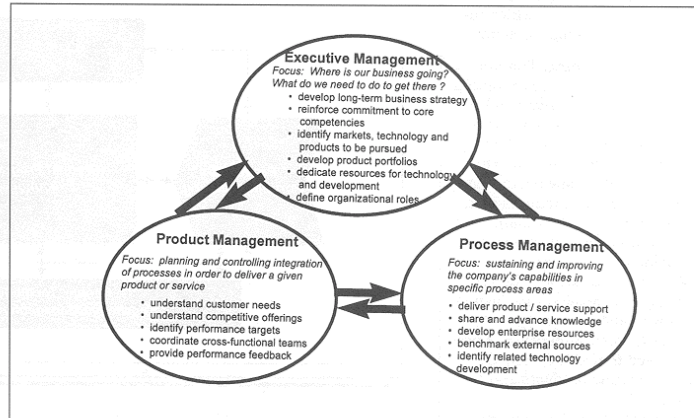 Executive Management
Focus: Where is our business going?
What do we need to do to get there ?
• develop long-term business strategy
• reinforce commitment to core
competencies
• identify markets, technology and
products to be pursued
• develop product portfolios
• dedicate resources for technology
and development
• define organizational roles
Product Management
Focus: planning and controlling integration
of processes in order to deliver a given
product or service
• understand customer needs
• understand competitive offerings
• identify performance targets
• coordinate cross-functional teams
• provide performance feedback
Process Management
Focus: sustaining and improving
the company's capabilities in
specific process areas
• deliver product / service support
• share and advance knowledge
• develop enterprise resources
• benchmark external sources
• identify related technology
development